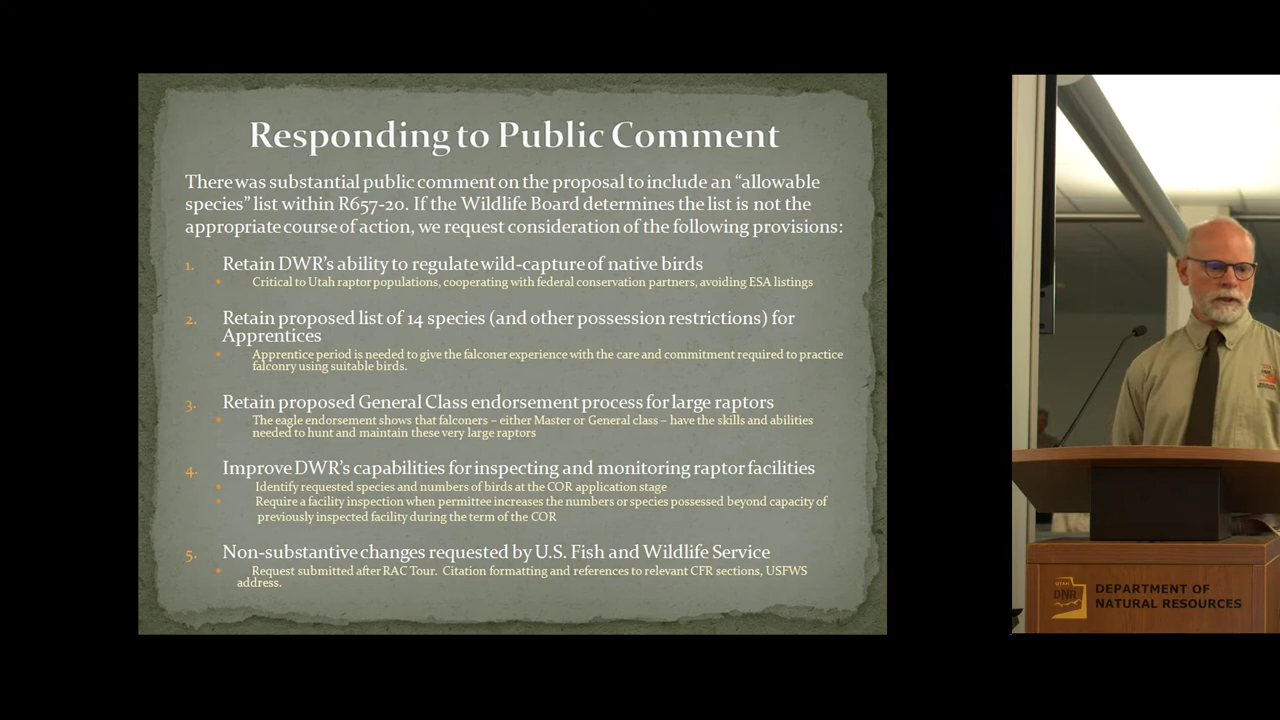 Responding to Public Comment
There was substantial public comment on the proposal to include an “allowable
species” list within R657-20. If the Wildlife Board determines the list is not the
appropriate course of action, we request consideration of the following provisions:
1. Retain DWR’s ability to regulate wild-capture of native birds
Critical to Utah raptor populations, cooperating with federal conservation partners, avoiding ESA listings
2. Retain proposed list of 14 species (and other possession restrictions) for
Apprentices
Apprentice period is needed to give the falconer experience with the care and commitment required to practice
falconry using suitable birds.
3. Retain proposed General Class endorsement process for large raptors
The eagle endorsement shows that falconers – either Master or General class – have the skills and abilities
needed to hunt and maintain these very large raptors
4. Improve DWR’s capabilities for inspecting and monitoring raptor facilities
Identify requested species and numbers of birds at the COR application stage
Require a facility inspection when permittee increases the numbers or species possessed beyond capacity of
previously inspected facility during the term of the COR
5. Non-substantive changes requested by U.S. Fish and Wildlife Service
Request submitted after RAC Tour. Citation formatting and references to relevant CFR sections, USFWS
address.
UTAH
DNR
DEPARTMENT OF
NATURAL RESOURCES